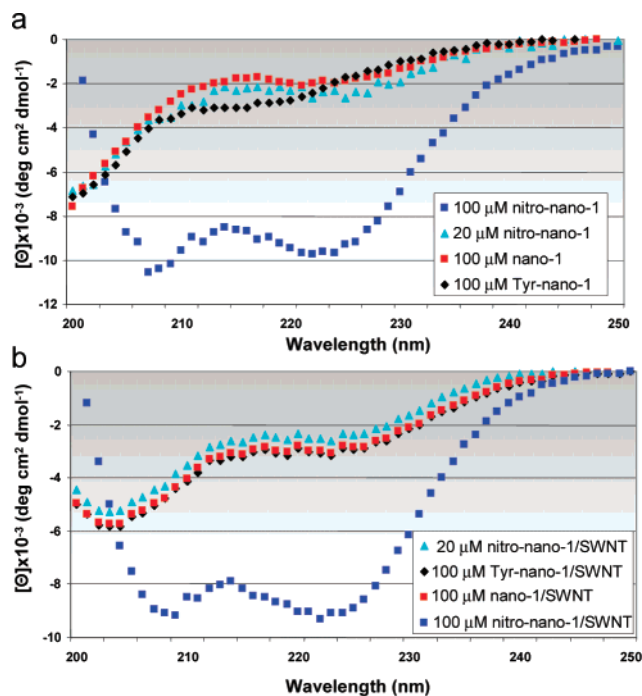 a
0
-2
-4
-6
-8
-10
-12
[Θ]x10⁻³ (deg cm² dmol⁻¹)
100 μM nitro-nano-1
20 μM nitro-nano-1
100 μM nano-1
100 μM Tyr-nano-1
200 210 220 230 240 250
Wavelength (nm)
b
0
-2
-4
-6
-8
-10
[Θ]x10⁻³ (deg cm² dmol⁻¹)
20 μM nitro-nano-1/SWNT
100 μM Tyr-nano-1/SWNT
100 μM nano-1/SWNT
100 μM nitro-nano-1/SWNT
200 210 220 230 240 250
Wavelength (nm)